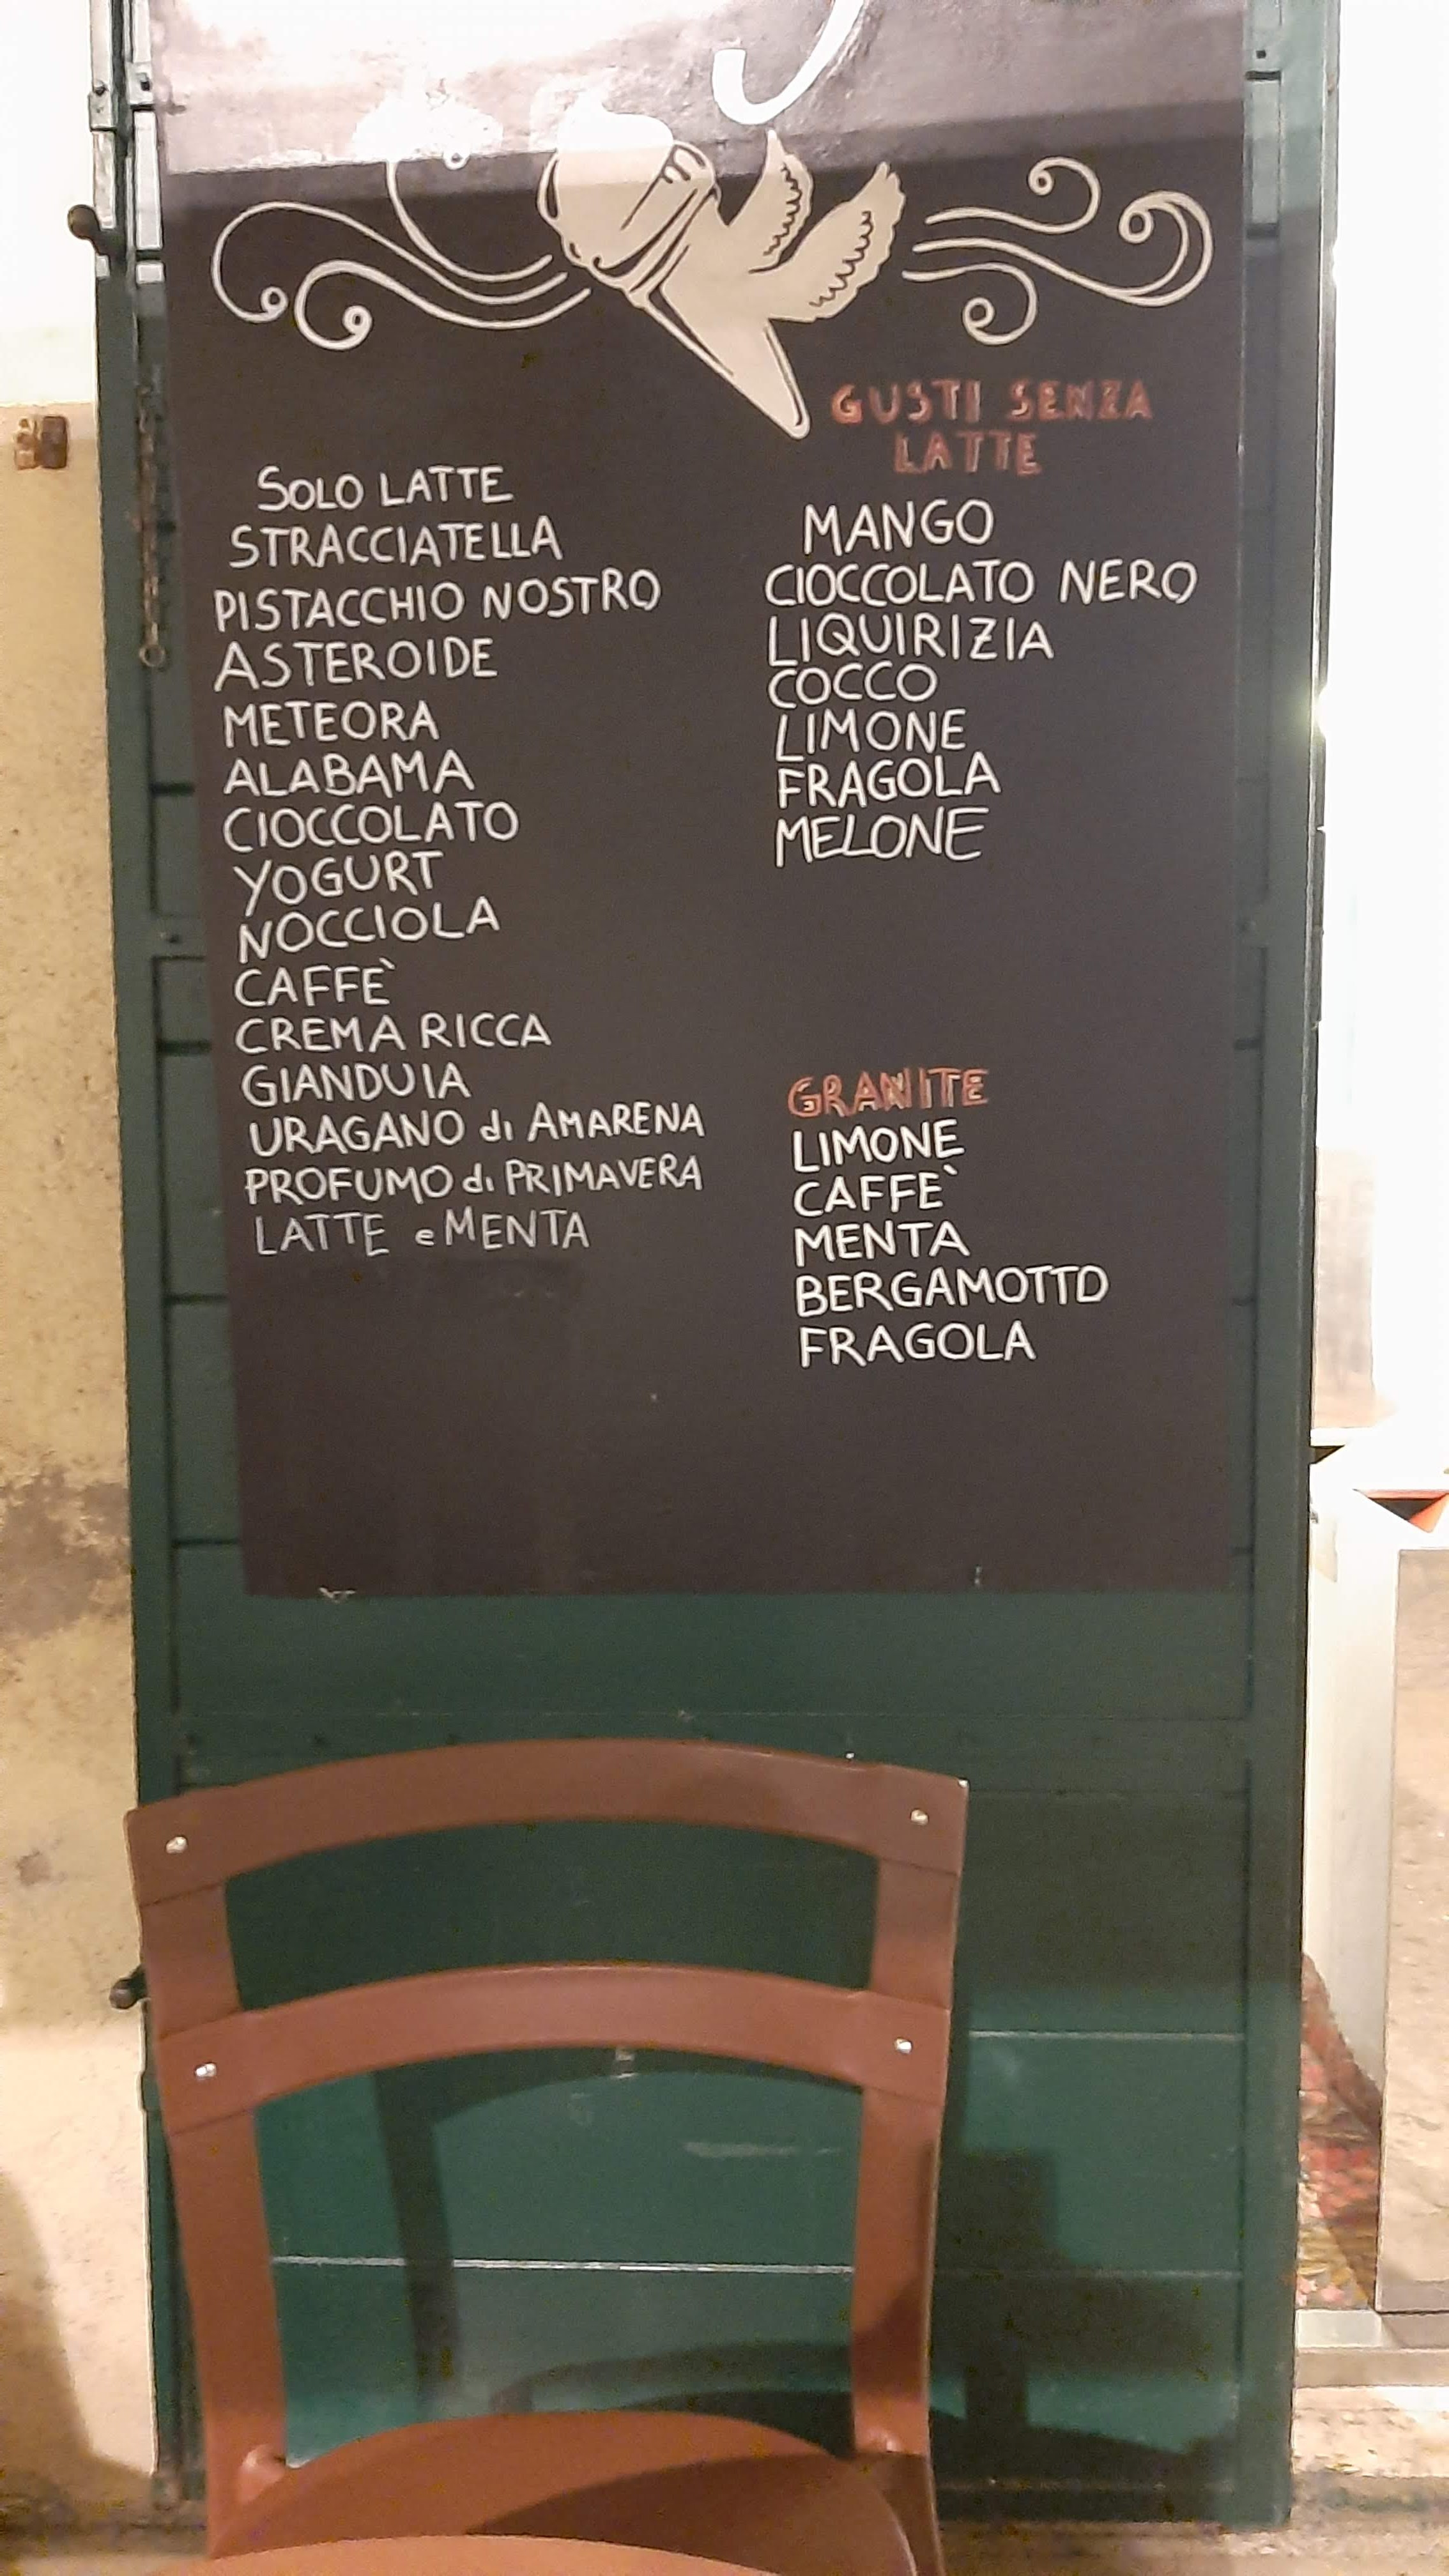 SOLO LATTE
STRACCIATELLA
PISTACCHIO NOSTRO
ASTEROIDE
METEORA
ALABAMA
CIOCCOLATO
YOGURT
NOCCIOLA
CAFFÈ
CREMA RICCA
GIANDUIA
URAGANO di AMARENA
PROFUMO di PRIMAVERA
LATTE e MENTA
GUSTI SENZA
LATTE
MANGO
CIOCCOLATO NERO
LIQUIRIZIA
COCCO
LIMONE
FRAGOLA
MELONE
GRANITE
LIMONE
CAFFÈ
MENTA
BERGAMOTTO
FRAGOLA